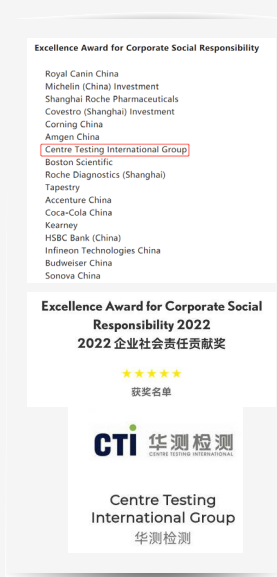 Excellence Award for Corporate Social Responsibility
Royal Canin China
Michelin (China) Investment
Shanghai Roche Pharmaceuticals
Covestro (Shanghai) Investment
Corning China
Amgen China
Centre Testing International Group
Boston Scientific
Roche Diagnostics (Shanghai)
Tapestry
Accenture China
Coca-Cola China
Kearney
HSBC Bank (China)
Infineon Technologies China
Budweiser China
Sonova China
Excellence Award for Corporate Social
Responsibility 2022
2022 企业社会责任贡献奖
★★★★★
获奖名单
CTi 华测检测
CENTRE TESTING INTERNATIONAL
Centre Testing
International Group
华测检测